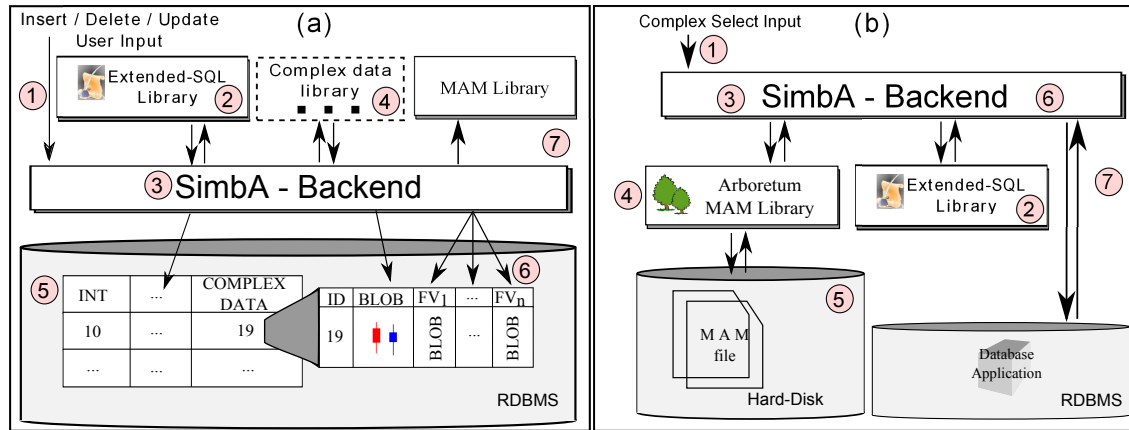 (a)
Insert / Delete / Update
User Input
1
Extended-SQL
Library
2
Complex data
library
4
MAM Library
7
3
SimbA - Backend
5
6
INT
...
COMPLEX
DATA
10
...
19
...
...
...
ID
BLOB
FV1
...
FVn
19
BLOB
...
BLOB
RDBMS
(b)
Complex Select Input
1
3
SimbA - Backend
6
4
Arboretum
MAM Library
Extended-SQL
Library
2
7
5
M A M
file
Hard-Disk
Database
Application
RDBMS